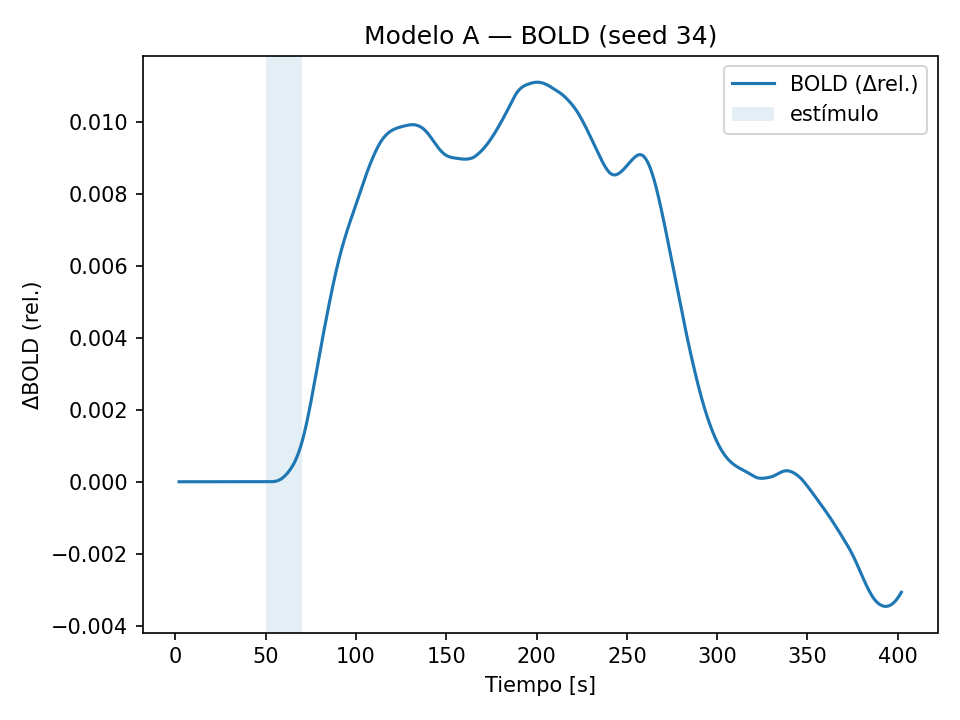 Modelo A — BOLD (seed 34)
BOLD (Δrel.)
estímulo
ΔBOLD (rel.)
0.010
0.008
0.006
0.004
0.002
0.000
−0.002
−0.004
0 50 100 150 200 250 300 350 400
Tiempo [s]